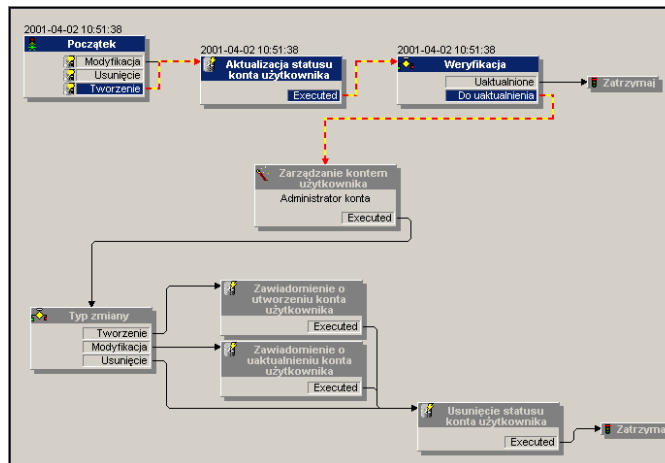 2001-04-02 10:51:38
Początek
Modyfikacja
Usunięcie
Tworzenie
2001-04-02 10:51:38
Aktualizacja statusu
konta użytkownika
Executed
2001-04-02 10:51:38
Weryfikacja
Uaktualnione
Do uaktualnienia
Zatrzymaj
Zarządzanie kontem
użytkownika
Administrator konta
Executed
Typ zmiany
Tworzenie
Modyfikacja
Usunięcie
Zawiadomienie o
utworzeniu konta
użytkownika
Executed
Zawiadomienie o
uaktualnieniu konta
użytkownika
Executed
Usunięcie statusu
konta użytkownika
Executed
Zatrzyma